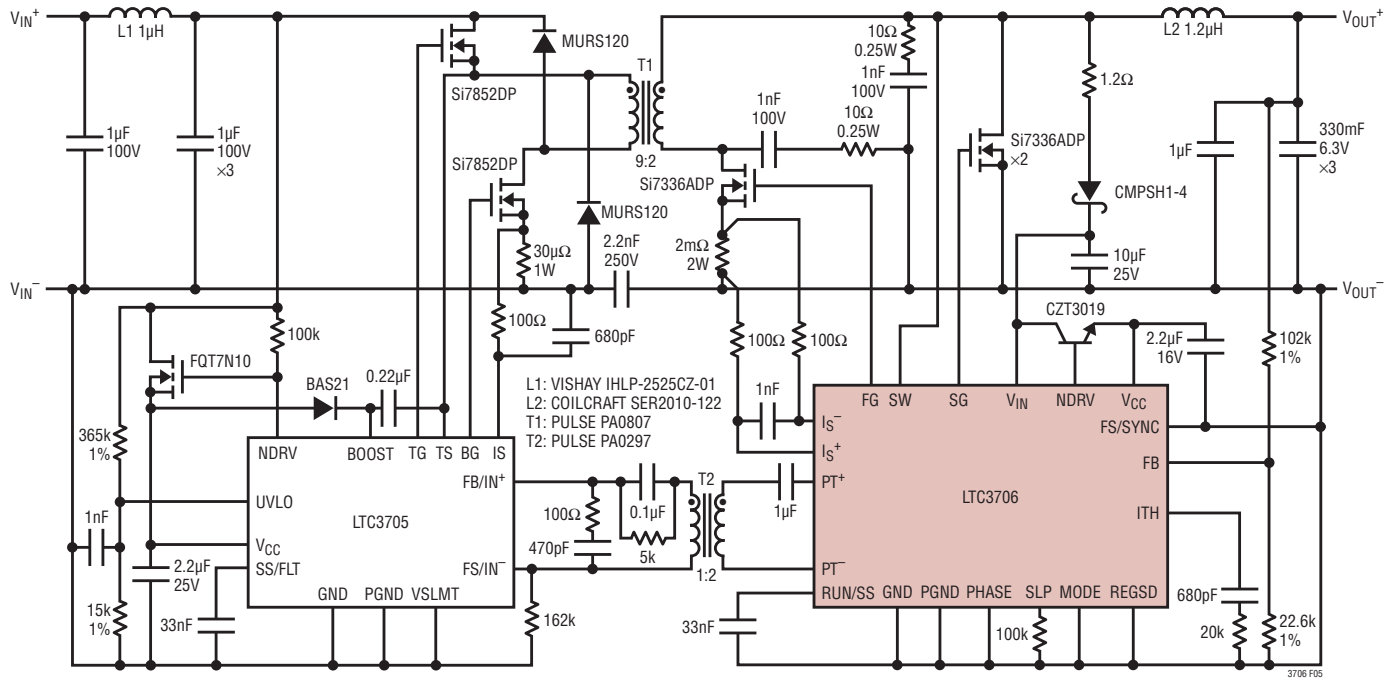 VIN+
L1 1µH
1µF
100V
1µF
100V
×3
Si7852DP
MURS120
T1
9:2
Si7852DP
MURS120
30µΩ
1W
2.2nF
250V
VIN−
100Ω
680pF
1nF
100V
10Ω
0.25W
10Ω
0.25W
1nF
100V
Si7336ADP
2mΩ
2W
Si7336ADP
×2
1.2Ω
CMPSH1-4
10µF
25V
L2 1.2µH
VOUT+
1µF
330mF
6.3V
×3
VOUT−
100k
FQT7N10
BAS21
0.22µF
365k
1%
1nF
15k
1%
2.2µF
25V
33nF
L1: VISHAY IHLP-2525CZ-01
L2: COILCRAFT SER2010-122
T1: PULSE PA0807
T2: PULSE PA0297
NDRV
BOOST
TG
TS
BG
IS
UVLO
LTC3705
FB/IN+
VCC
SS/FLT
FS/IN−
GND
PGND
VSLMT
100Ω
470pF
0.1µF
5k
162k
T2
1:2
1µF
100Ω
100Ω
1nF
CZT3019
2.2µF
16V
102k
1%
FG
SW
SG
VIN
NDRV
VCC
IS−
FS/SYNC
IS+
FB
PT+
LTC3706
ITH
PT−
RUN/SS
GND
PGND
PHASE
SLP
MODE
REGSD
33nF
100k
680pF
20k
22.6k
1%
3706 F05